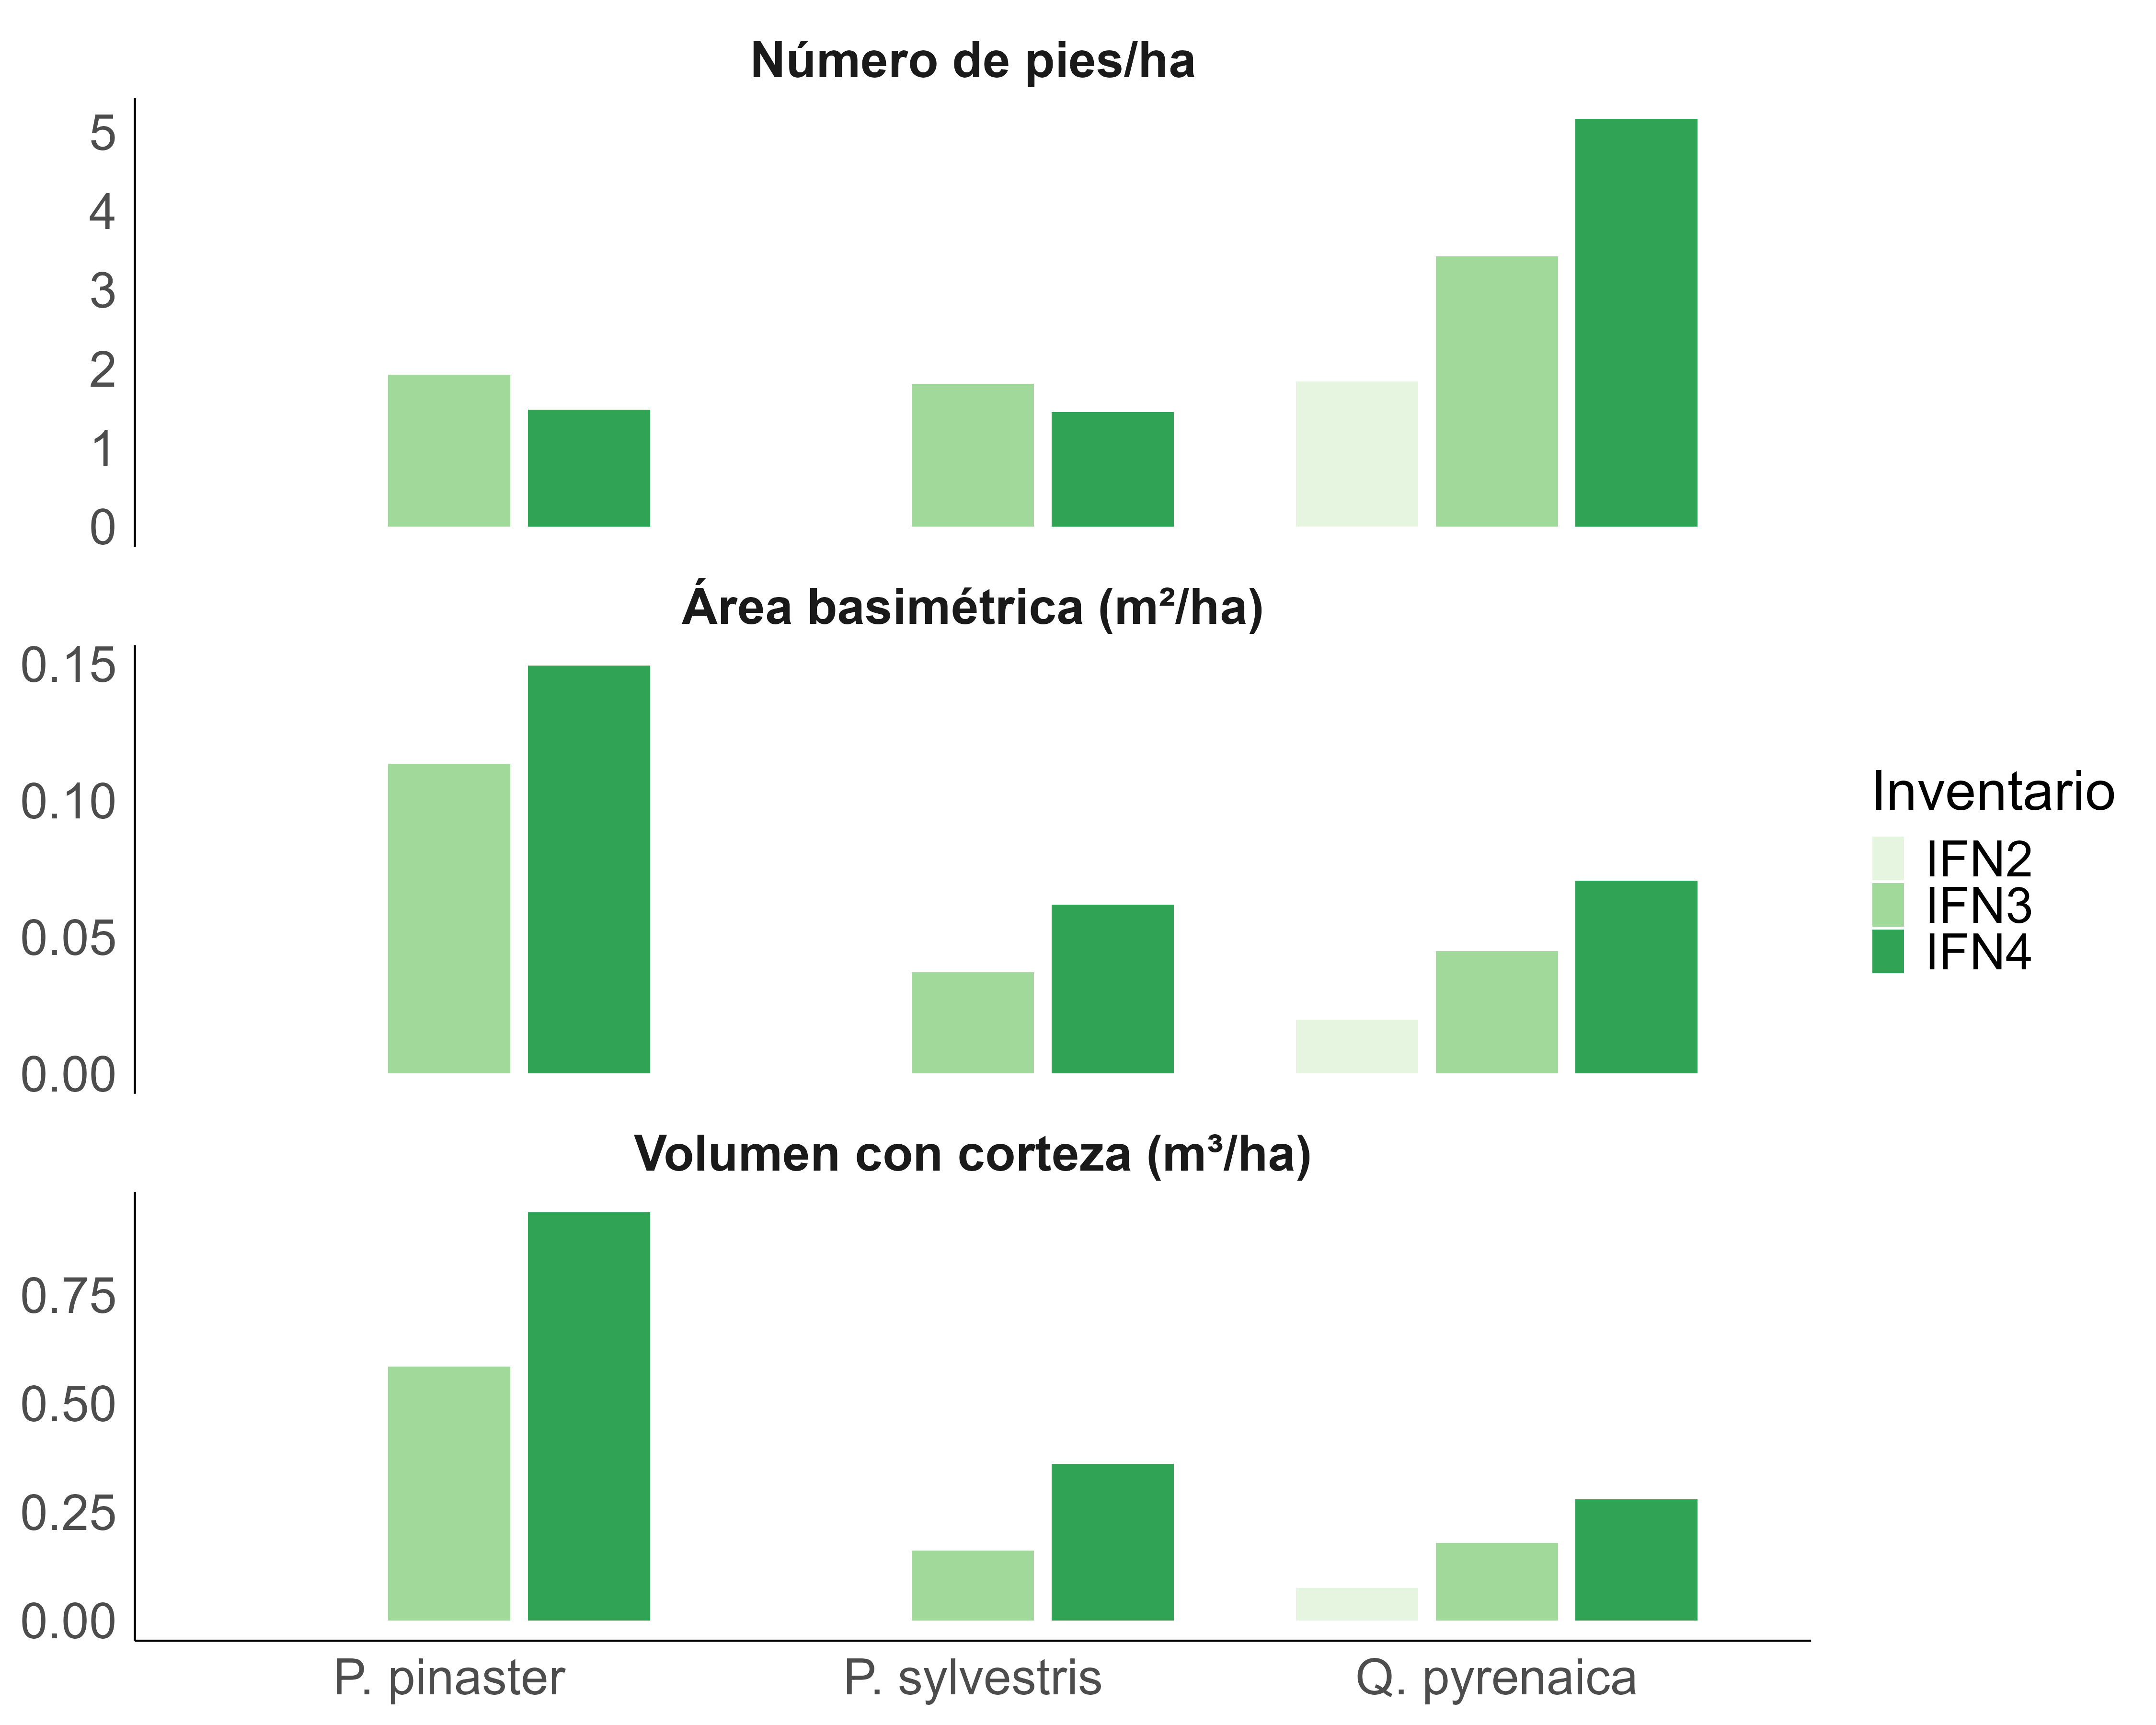 Número de pies/ha
5
4
3
2
1
0
Área basimétrica (m²/ha)
0.15
0.10
0.05
0.00
Volumen con corteza (m³/ha)
0.75
0.50
0.25
0.00
P. pinaster
P. sylvestris
Q. pyrenaica
Inventario
IFN2
IFN3
IFN4